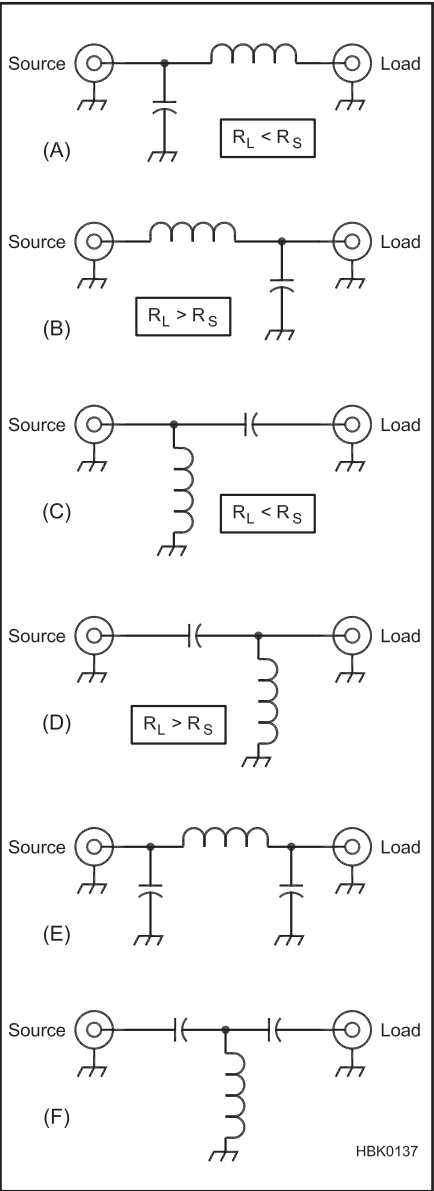 Source Load
(A) R_L < R_S
Source Load
(B) R_L > R_S
Source Load
(C) R_L < R_S
Source Load
(D) R_L > R_S
Source Load
(E)
Source Load
(F)
HBK0137